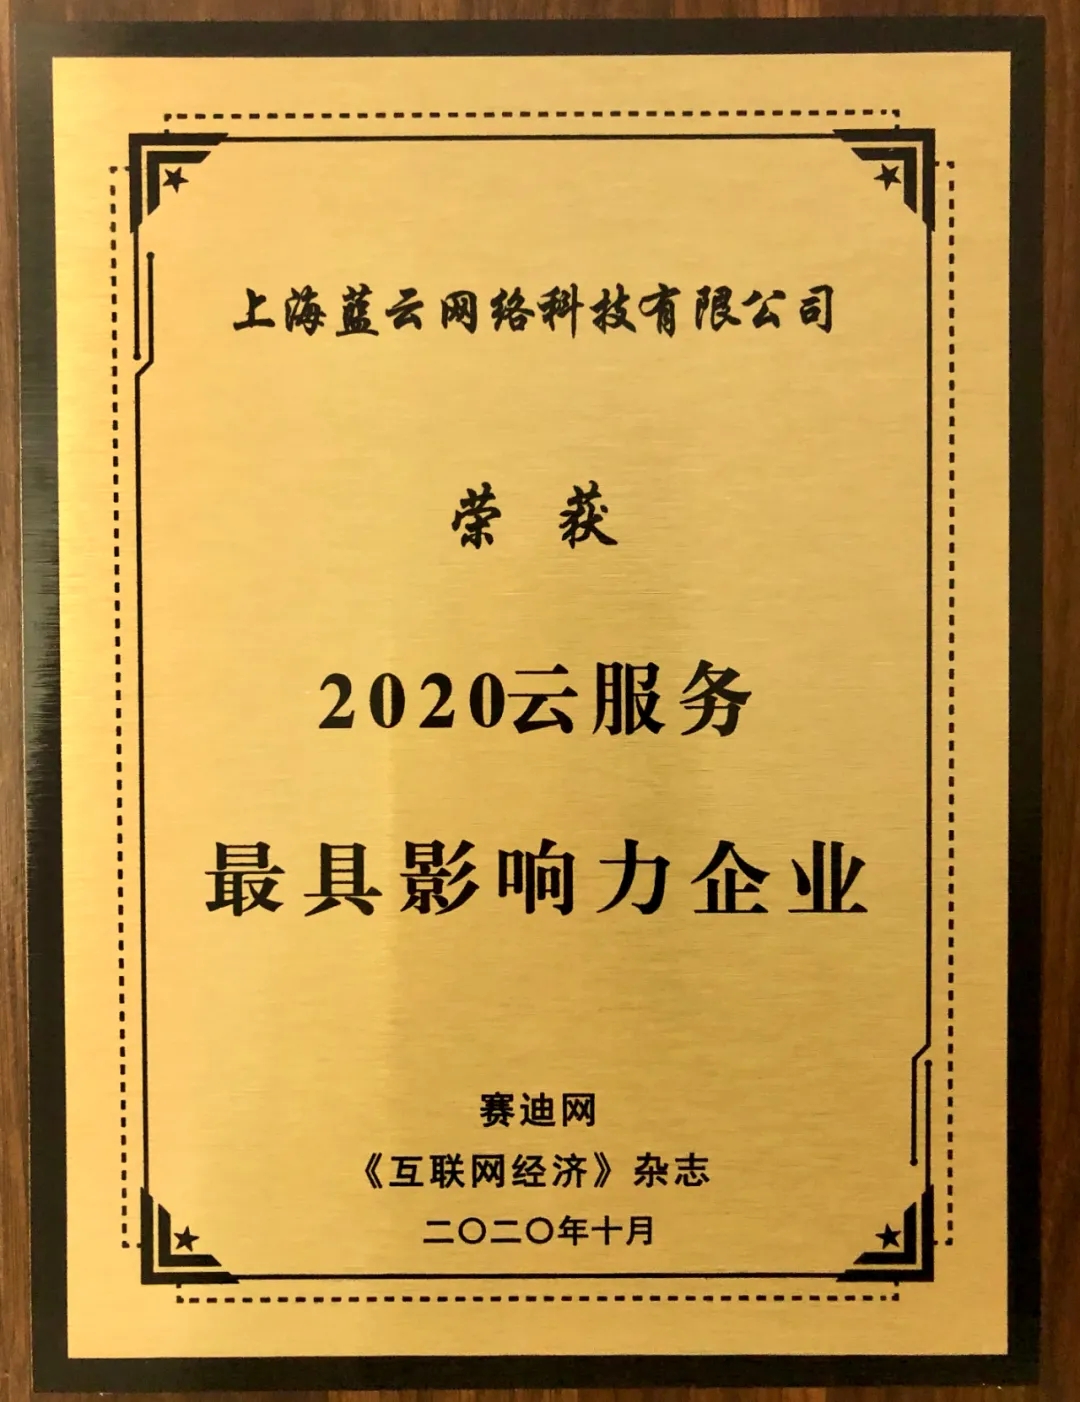 上海蓝云网络科技有限公司
荣获
2020云服务
最具影响力企业
赛迪网
《互联网经济》杂志
二〇二〇年十月